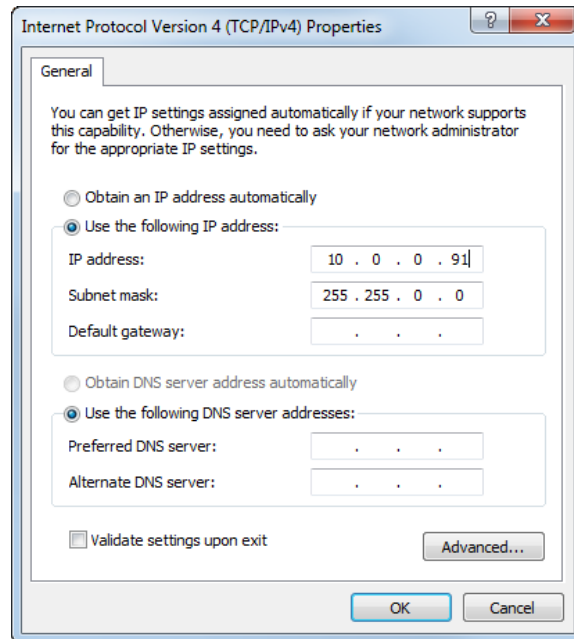 Internet Protocol Version 4 (TCP/IPv4) Properties
?
X
General
You can get IP settings assigned automatically if your network supports
this capability. Otherwise, you need to ask your network administrator
for the appropriate IP settings.
Obtain an IP address automatically
Use the following IP address:
IP address: 10 . 0 . 0 . 91
Subnet mask: 255 . 255 . 0 . 0
Default gateway: . . .
Obtain DNS server address automatically
Use the following DNS server addresses:
Preferred DNS server: . . .
Alternate DNS server: . . .
Validate settings upon exit
Advanced...
OK Cancel